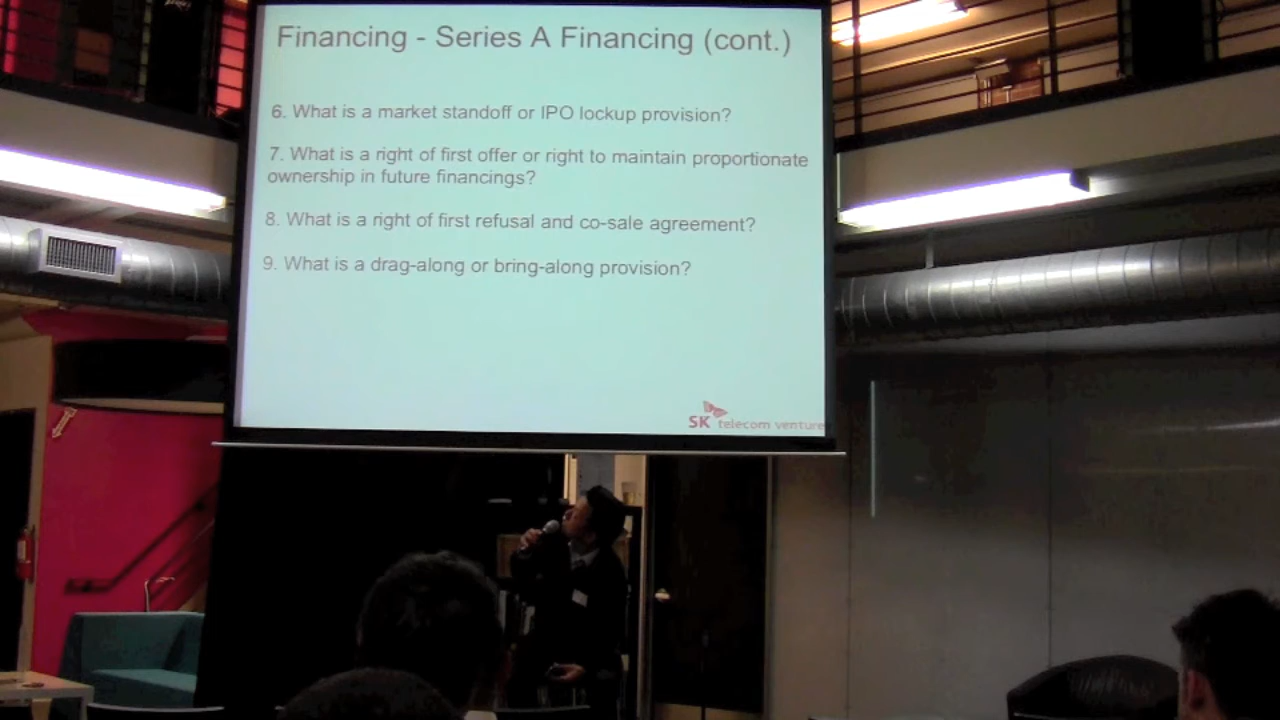 Financing - Series A Financing (cont.)
6. What is a market standoff or IPO lockup provision?
7. What is a right of first offer or right to maintain proportionate
ownership in future financings?
8. What is a right of first refusal and co-sale agreement?
9. What is a drag-along or bring-along provision?
SK telecom venture